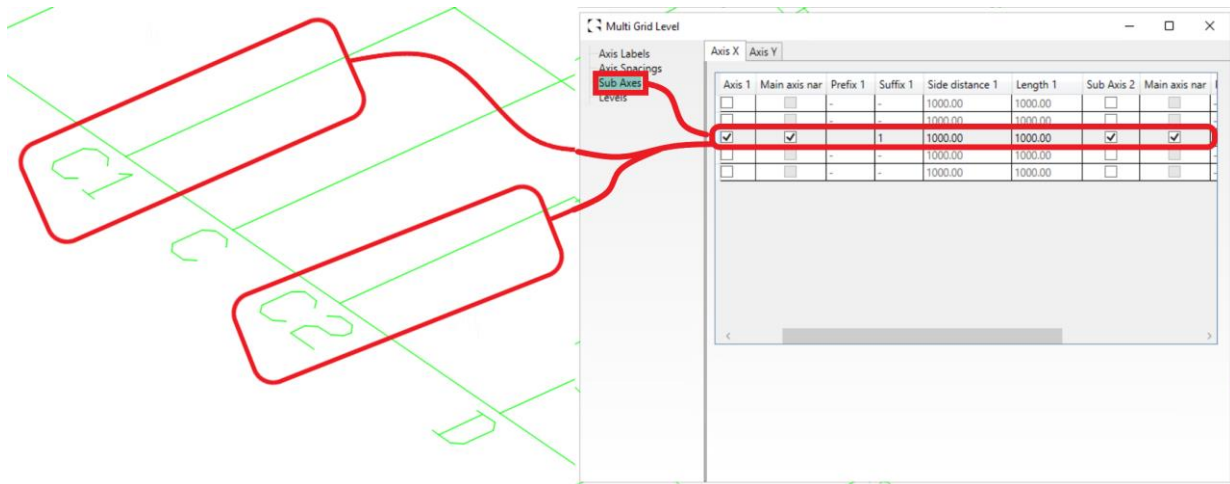 C1
C
C2
D
Multi Grid Level
Axis Labels
Axis Spacings
Sub Axes
Levels
Axis X Axis Y
Axis 1 Main axis nar Prefix 1 Suffix 1 Side distance 1 Length 1 Sub Axis 2 Main axis nar
- - 1000.00 1000.00
- - 1000.00 1000.00
1 1000.00 1000.00
- - 1000.00 1000.00
- - 1000.00 1000.00